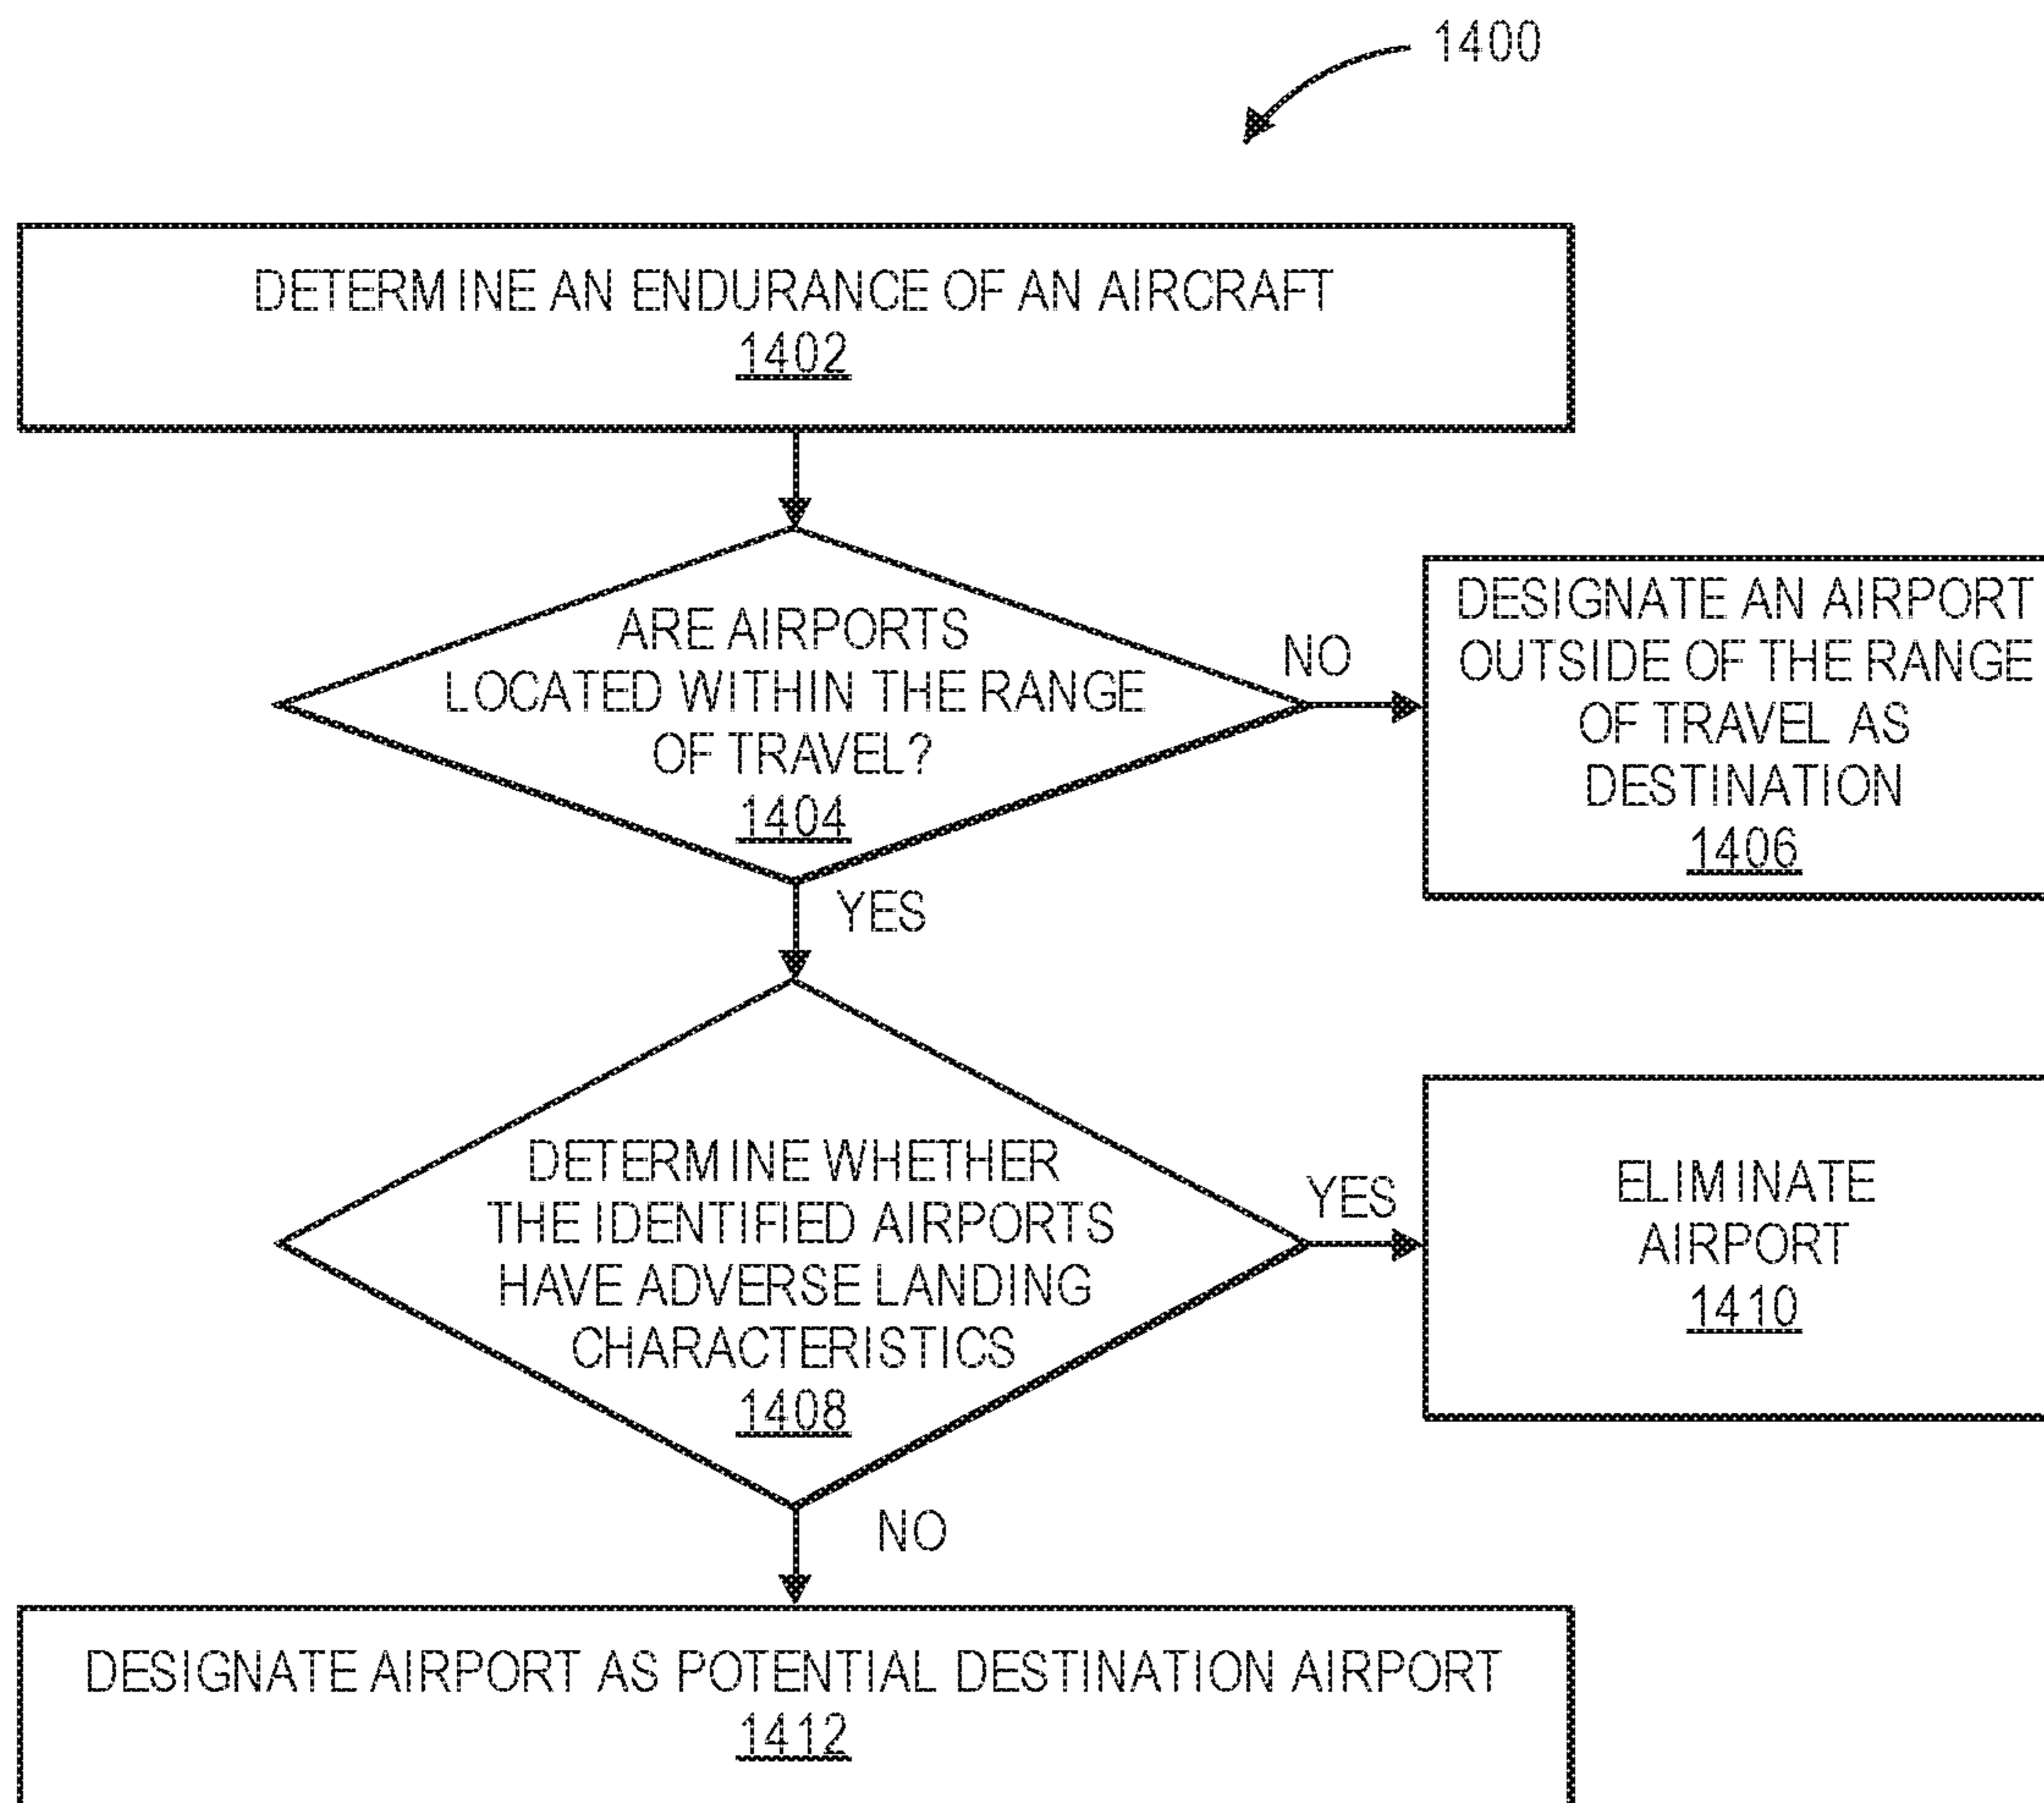 1400
DETERMINE AN ENDURANCE OF AN AIRCRAFT
1402
ARE AIRPORTS
LOCATED WITHIN THE RANGE
OF TRAVEL?
1404
NO
DESIGNATE AN AIRPORT
OUTSIDE OF THE RANGE
OF TRAVEL AS
DESTINATION
1406
YES
DETERMINE WHETHER
THE IDENTIFIED AIRPORTS
HAVE ADVERSE LANDING
CHARACTERISTICS
1408
YES
ELIMINATE
AIRPORT
1410
NO
DESIGNATE AIRPORT AS POTENTIAL DESTINATION AIRPORT
1412